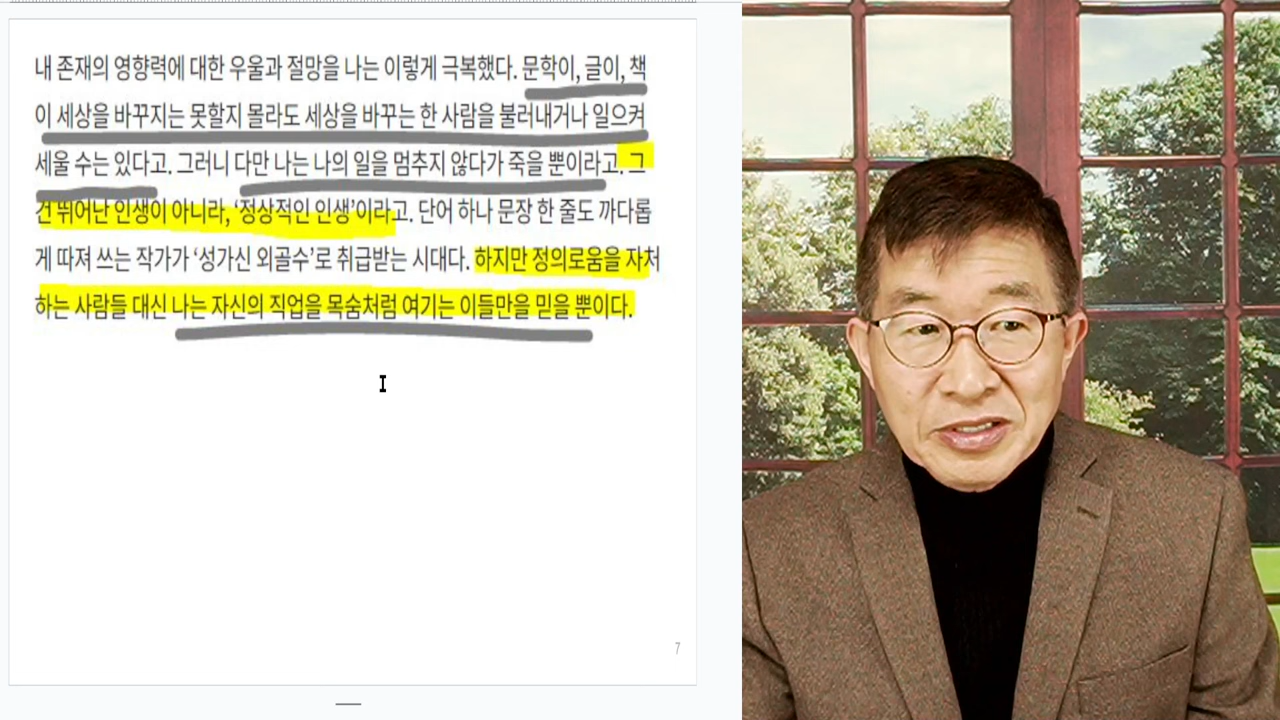 내 존재의 영향력에 대한 우울과 절망을 나는 이렇게 극복했다. 문학이, 글이, 책
이 세상을 바꾸지는 못할지 몰라도 세상을 바꾸는 한 사람을 불러내거나 일으켜
세울 수는 있다고. 그러니 다만 나는 나의 일을 멈추지 않다가 죽을 뿐이라고. 그
건 뛰어난 인생이 아니라, ‘정상적인 인생’이라고. 단어 하나 문장 한 줄도 까다롭
게 따져 쓰는 작가가 ‘성가신 외골수’로 취급받는 시대다. 하지만 정의로움을 자처
하는 사람들 대신 나는 자신의 직업을 목숨처럼 여기는 이들만을 믿을 뿐이다.
7